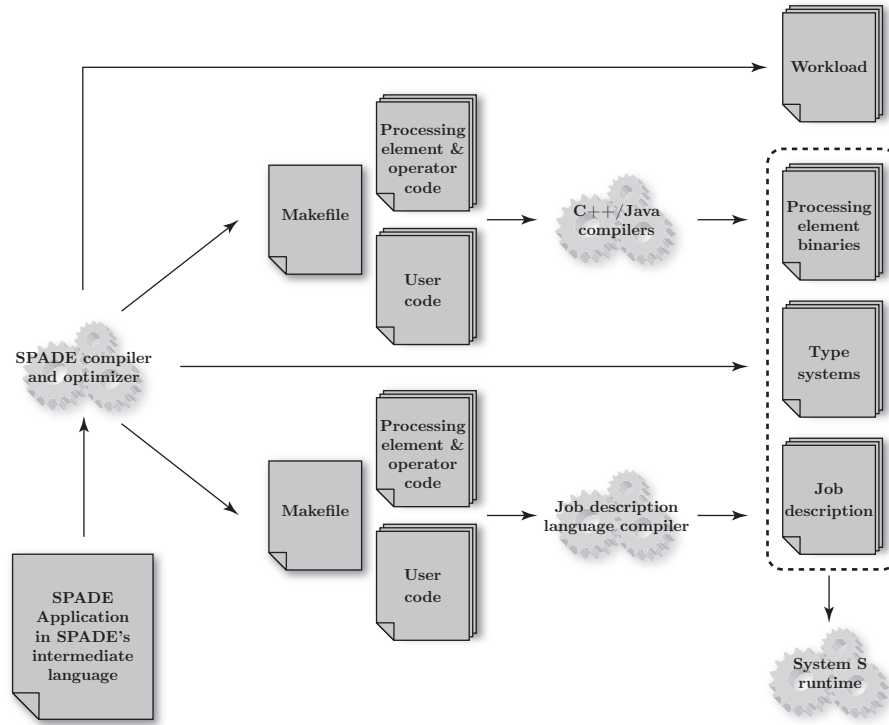 Workload
Processing
element &
operator
code
Makefile
C++/Java
compilers
Processing
element
binaries
User
code
SPADE compiler
and optimizer
Type
systems
Processing
element &
operator
code
Makefile
Job description
language compiler
Job
description
User
code
SPADE
Application
in SPADE's
intermediate
language
System S
runtime